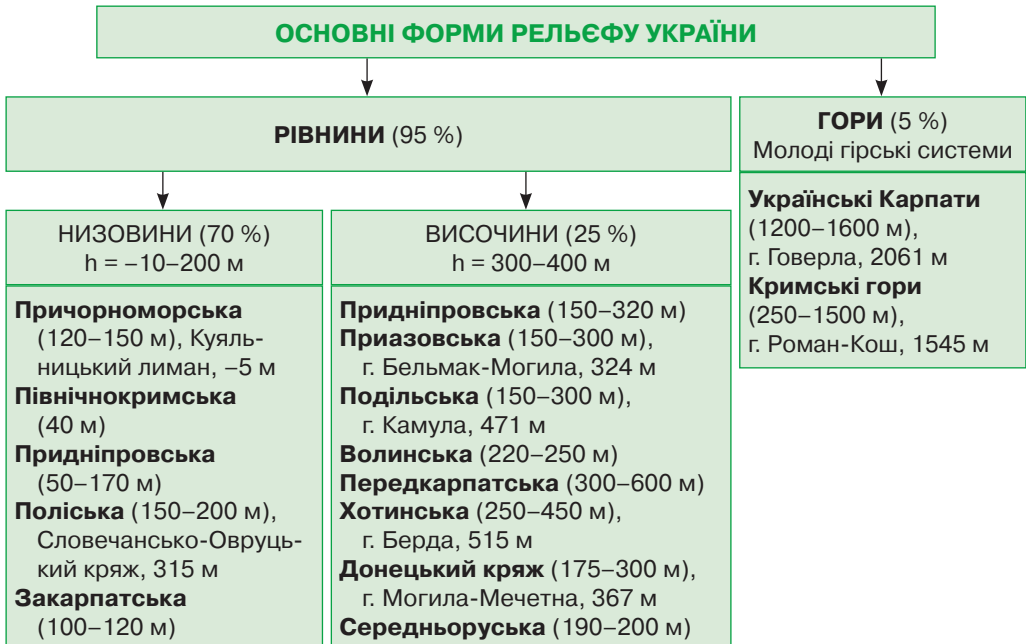 ОСНОВНІ ФОРМИ РЕЛЬЄФУ УКРАЇНИ
РІВНИНИ (95 %)
ГОРИ (5 %)
Молоді гірські системи
Українські Карпати
(1200–1600 м),
г. Говерла, 2061 м
Кримські гори
(250–1500 м),
г. Роман-Кош, 1545 м
НИЗОВИНИ (70 %)
h = –10–200 м
Причорноморська
(120–150 м), Куяль-
ницький лиман, –5 м
Північнокримська
(40 м)
Придніпровська
(50–170 м)
Поліська (150–200 м),
Словечансько-Овруць-
кий кряж, 315 м
Закарпатська
(100–120 м)
ВИСОЧИНИ (25 %)
h = 300–400 м
Придніпровська (150–320 м)
Приазовська (150–300 м),
г. Бельмак-Могила, 324 м
Подільська (150–300 м),
г. Камула, 471 м
Волинська (220–250 м)
Передкарпатська (300–600 м)
Хотинська (250–450 м),
г. Берда, 515 м
Донецький кряж (175–300 м),
г. Могила-Мечетна, 367 м
Середньоруська (190–200 м)